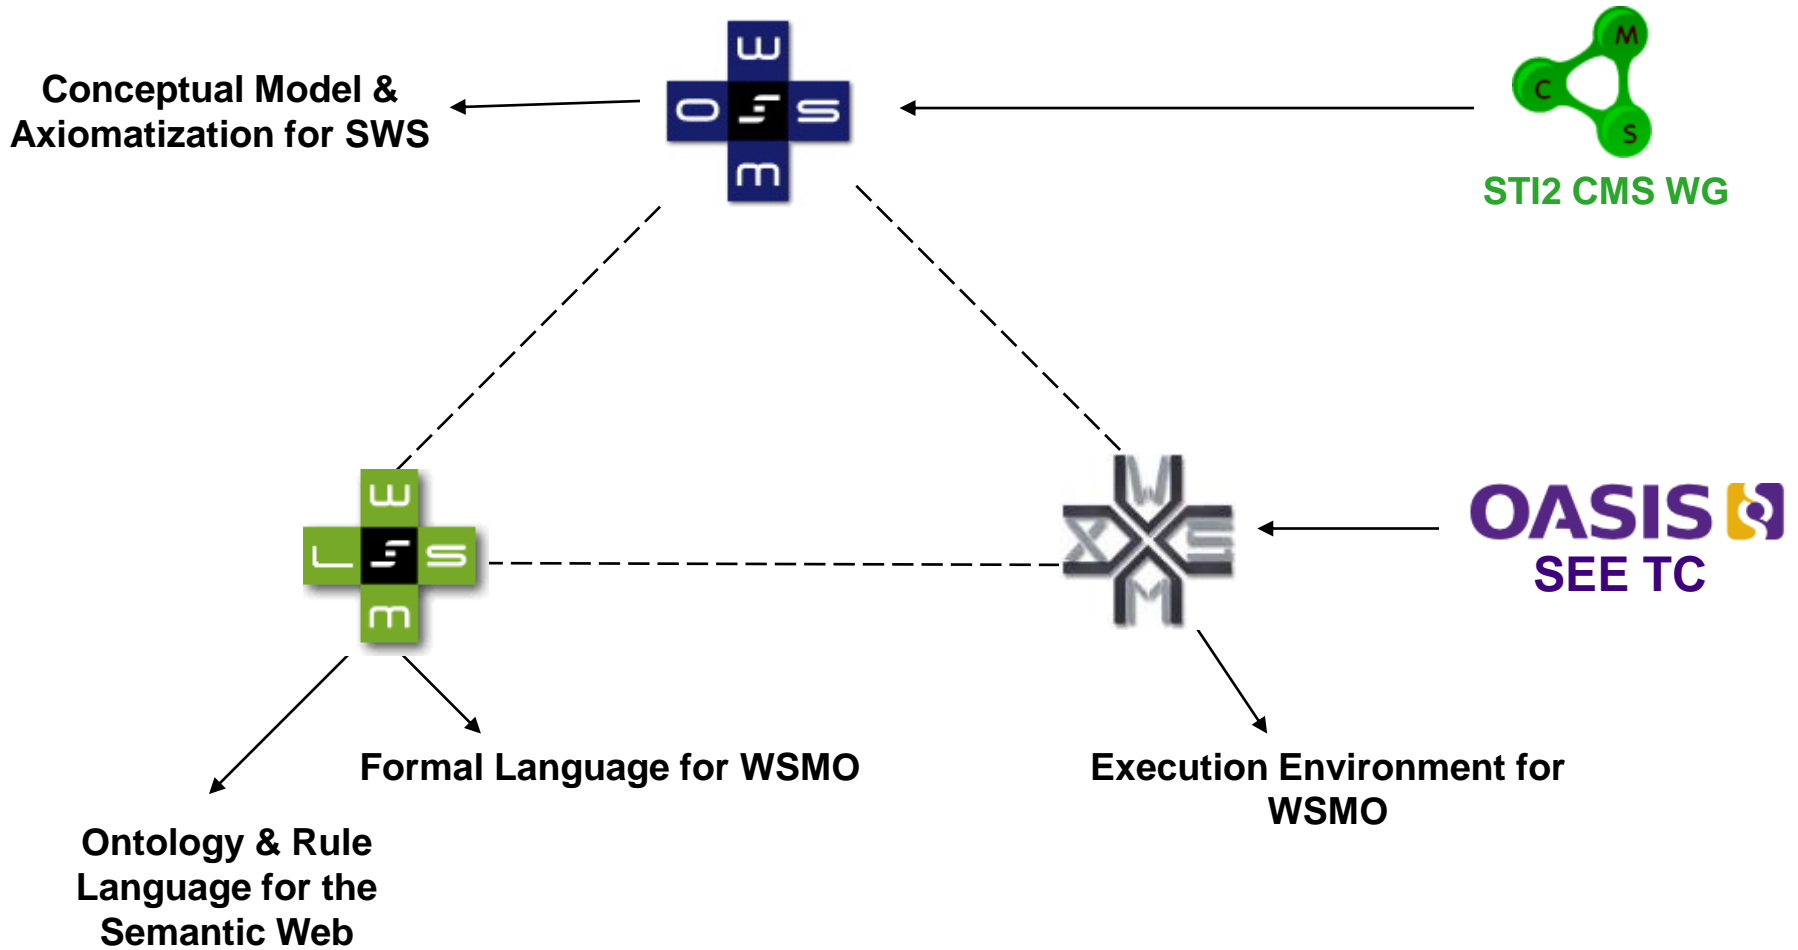 W
O S
M
M
C
S
Conceptual Model &
Axiomatization for SWS
STI2 CMS WG
W
L S
M
W
X S
M
OASIS
SEE TC
Formal Language for WSMO
Execution Environment for
WSMO
Ontology & Rule
Language for the
Semantic Web